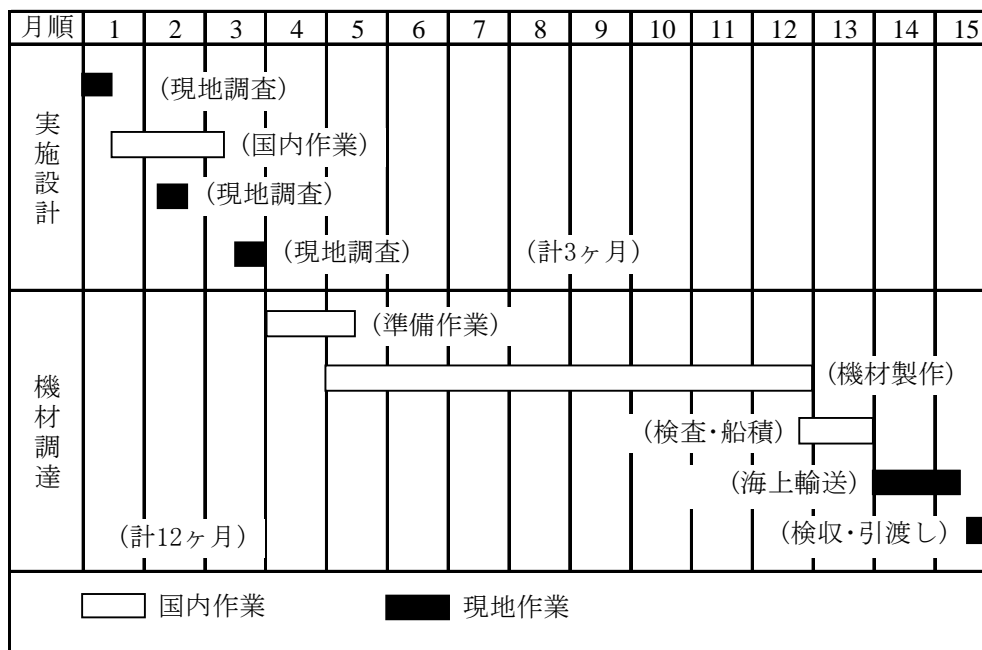 月順 1 2 3 4 5 6 7 8 9 10 11 12 13 14 15
実施設計
(現地調査)
(国内作業)
(現地調査)
(現地調査) (計3ヶ月)
機材調達
(準備作業)
(機材製作)
(検査・船積)
(海上輸送)
(検収・引渡し)
(計12ヶ月)
国内作業 現地作業